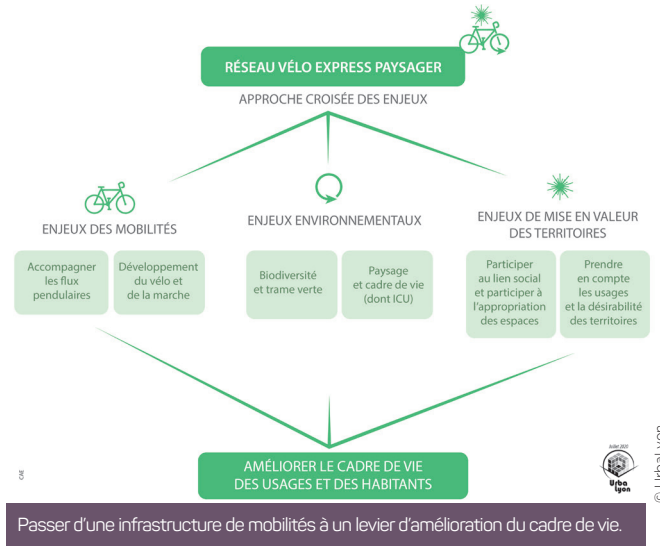 RÉSEAU VÉLO EXPRESS PAYSAGER
APPROCHE CROISÉE DES ENJEUX
ENJEUX DES MOBILITÉS
Accompagner
les flux
pendulaires
Développement
du vélo et
de la marche
ENJEUX ENVIRONNEMENTAUX
Biodiversité
et trame verte
Paysage
et cadre de vie
(dont ICU)
ENJEUX DE MISE EN VALEUR
DES TERRITOIRES
Participer
au lien social
et participer à
l'appropriation
des espaces
Prendre
en compte
les usages
et la désirabilité
des territoires
AMÉLIORER LE CADRE DE VIE
DES USAGES ET DES HABITANTS
CAE
Urba
Lyon
© UrbaLyon
Passer d'une infrastructure de mobilités à un levier d'amélioration du cadre de vie.